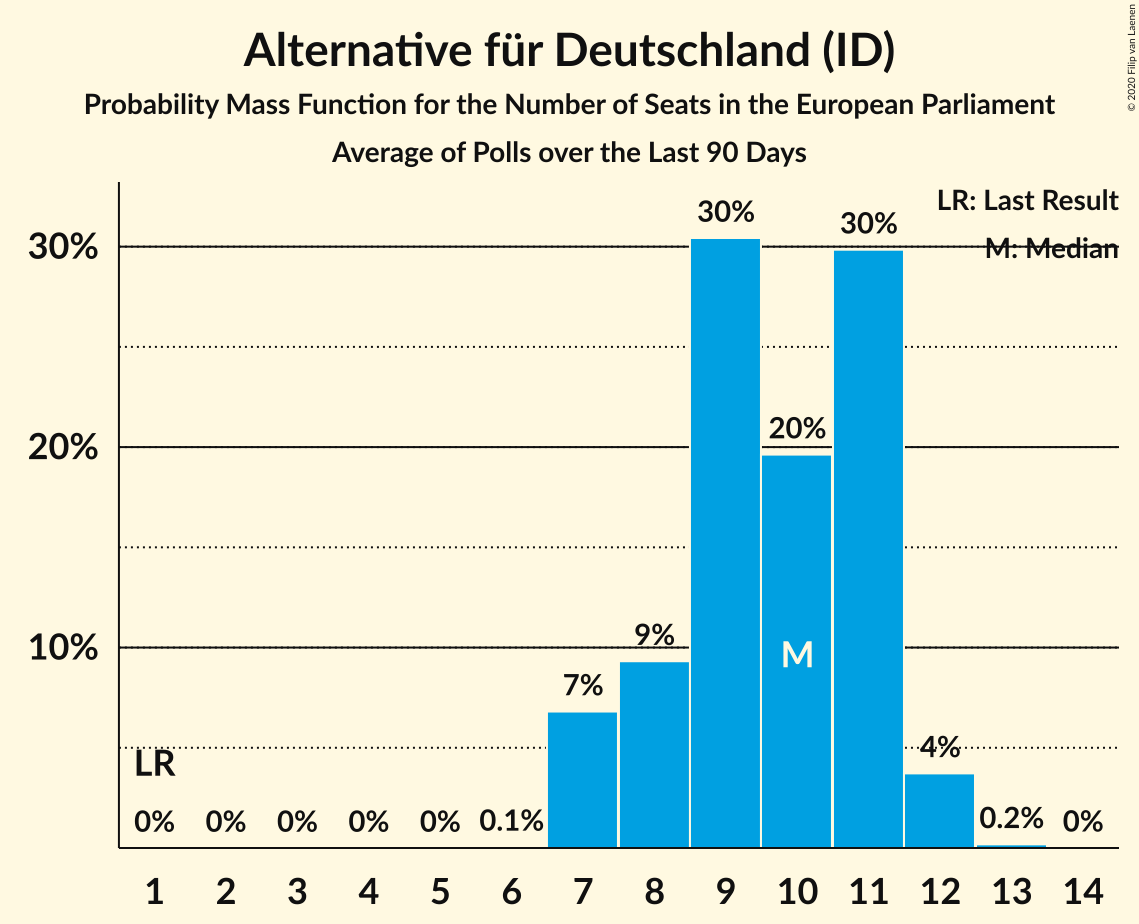 Alternative für Deutschland (ID)
Probability Mass Function for the Number of Seats in the European Parliament
Average of Polls over the Last 90 Days
© 2020 Filip van Laenen
LR: Last Result
M: Median
30%
20%
10%
LR
0%
0%
0%
0%
0%
0.1%
7%
9%
30%
20%
M
30%
4%
0.2%
0%
1 2 3 4 5 6 7 8 9 10 11 12 13 14